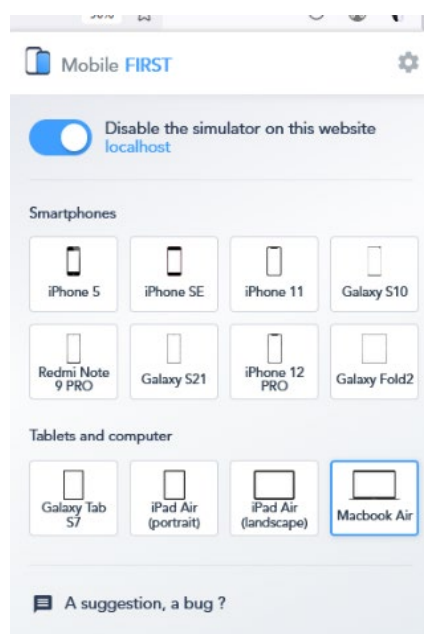 Mobile FIRST
Disable the simulator on this website
localhost
Smartphones
iPhone 5
iPhone SE
iPhone 11
Galaxy S10
Redmi Note
9 PRO
Galaxy S21
iPhone 12
PRO
Galaxy Fold2
Tablets and computer
Galaxy Tab
S7
iPad Air
(portrait)
iPad Air
(landscape)
Macbook Air
A suggestion, a bug ?